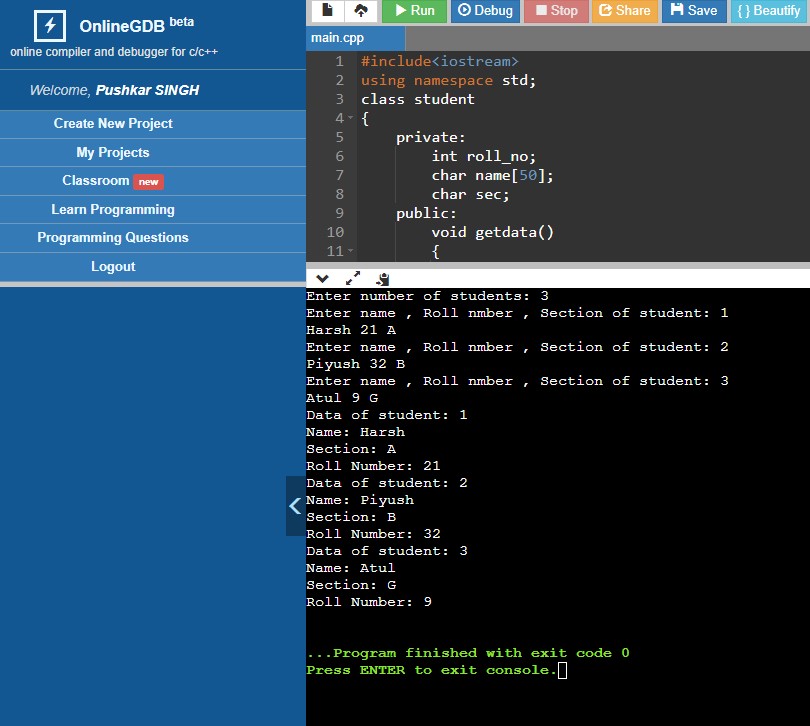 OnlineGDB beta
online compiler and debugger for c/c++
Welcome, Pushkar SINGH
Create New Project
My Projects
Classroom new
Learn Programming
Programming Questions
Logout
Run Debug Stop Share Save {} Beautify
main.cpp
1 #include<iostream>
2 using namespace std;
3 class student
4 {
5 private:
6 int roll_no;
7 char name[50];
8 char sec;
9 public:
10 void getdata()
11 {
Enter number of students: 3
Enter name , Roll nmber , Section of student: 1
Harsh 21 A
Enter name , Roll nmber , Section of student: 2
Piyush 32 B
Enter name , Roll nmber , Section of student: 3
Atul 9 G
Data of student: 1
Name: Harsh
Section: A
Roll Number: 21
Data of student: 2
Name: Piyush
Section: B
Roll Number: 32
Data of student: 3
Name: Atul
Section: G
Roll Number: 9
...Program finished with exit code 0
Press ENTER to exit console.